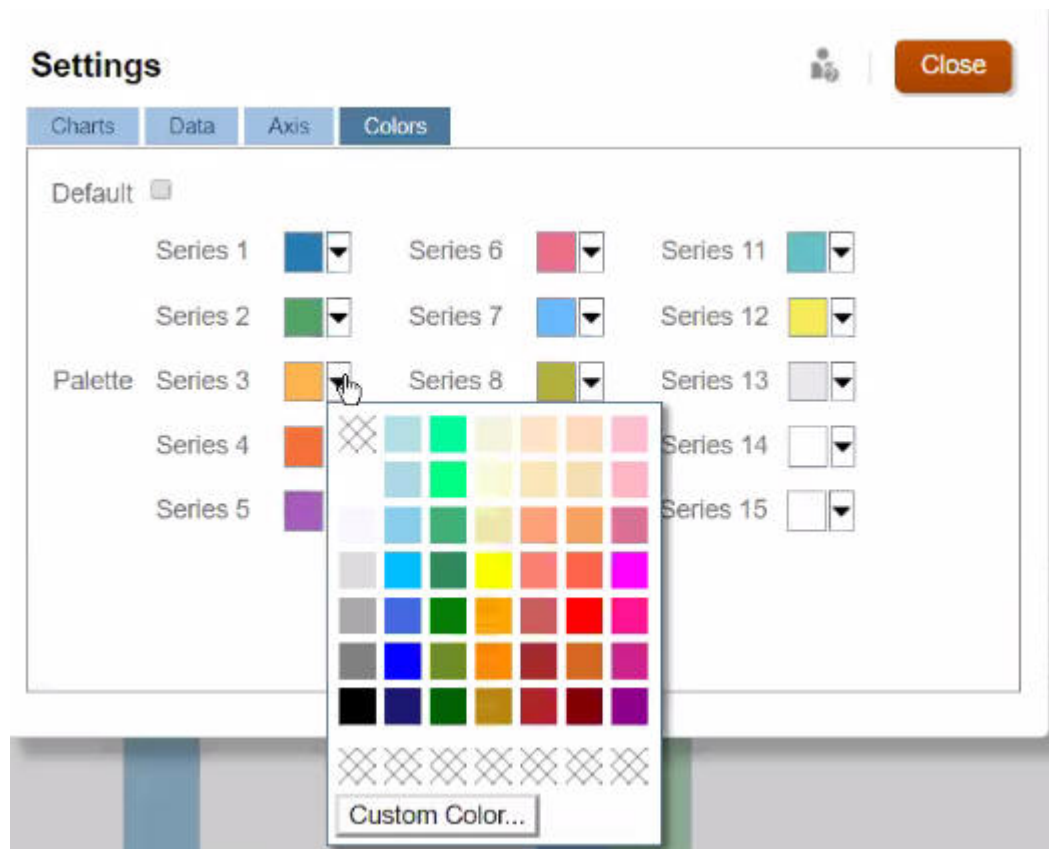 Settings
Close
Charts Data Axis Colors
Default
Series 1 Series 6 Series 11
Series 2 Series 7 Series 12
Palette Series 3 Series 8 Series 13
Series 4 Series 14
Series 5 Series 15
Custom Color...